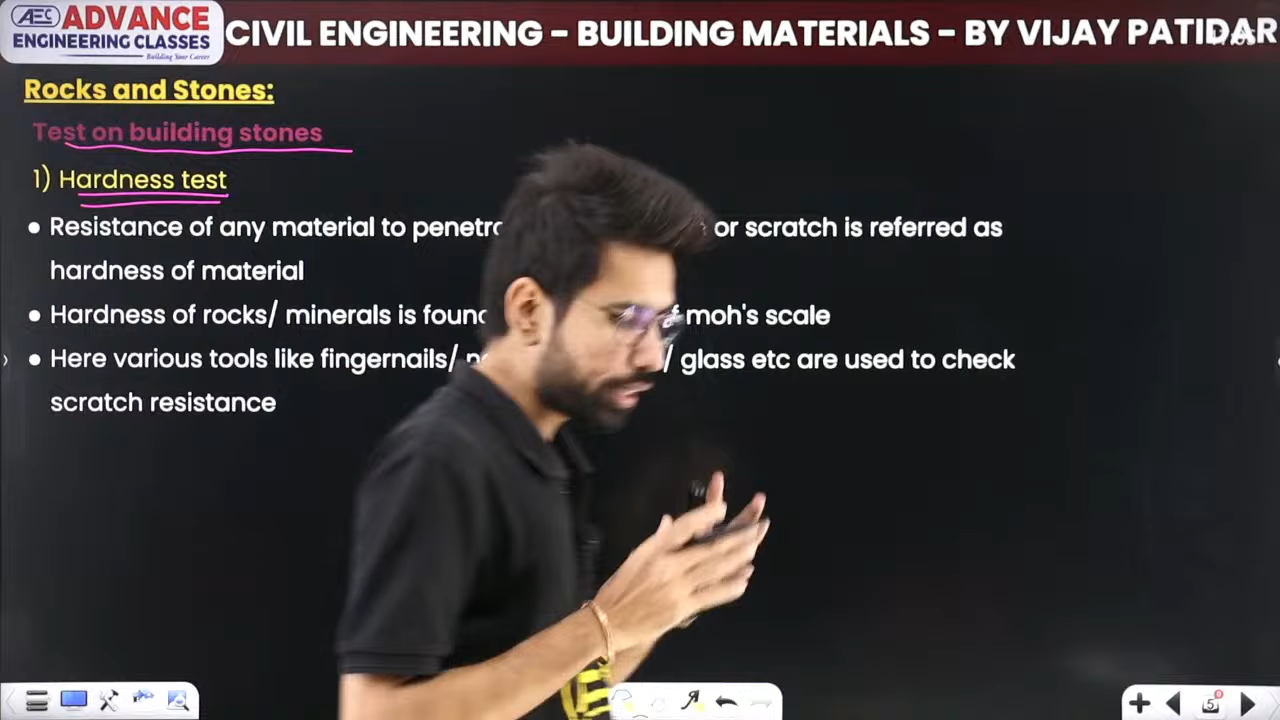 AEC ADVANCE
ENGINEERING CLASSES
Building Your Career
CIVIL ENGINEERING - BUILDING MATERIALS - BY VIJAY PATIDAR
Rocks and Stones:
Test on building stones
1) Hardness test
• Resistance of any material to or scratch is referred as
hardness of material
• Hardness of rocks/ minerals is moh's scale
• Here various tools like fingernails/ / glass etc are used to check
scratch resistance
5